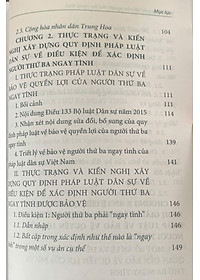 Mục lục
2.3. Cộng hòa nhân dân Trung Hoa 104
CHƯƠNG 2. THỰC TRẠNG VÀ KIẾN
NGHỊ XÂY DỰNG QUY ĐỊNH PHÁP LUẬT
DÂN SỰ VỀ ĐIỀU KIỆN ĐỂ XÁC ĐỊNH
NGƯỜI THỨ BA NGAY TÌNH 111
I. THỰC TRẠNG PHÁP LUẬT DÂN SỰ VỀ
BẢO VỆ QUYỀN LỢI CỦA NGƯỜI THỨ BA
NGAY TÌNH 111
1. Bối cảnh
2. Nội dung Điều 133 Bộ luật Dân sự năm 2015
3. Nhận xét nội dung sửa đổi, bổ sung của quy
định pháp luật về bảo vệ quyền lợi của người thứ ba
ngay tình
4. Triết lý về bảo vệ người thứ ba ngay tình của
pháp luật dân sự Việt Nam
II. THỰC TRẠNG VÀ KIẾN NGHỊ XÂY
DỰNG QUY ĐỊNH PHÁP LUẬT DÂN SỰ VỀ
ĐIỀU KIỆN ĐỂ XÁC ĐỊNH NGƯỜI THỨ BA
NGAY TÌNH ĐƯỢC BẢO VỆ 146
1. Điều kiện 1: Người thứ ba phải "ngay tình" 146
1.1. Dẫn nhập 146
1.2. Bất cập trong xác định như thế nào là "ngay
tình" trong một số vụ án cụ thể 149